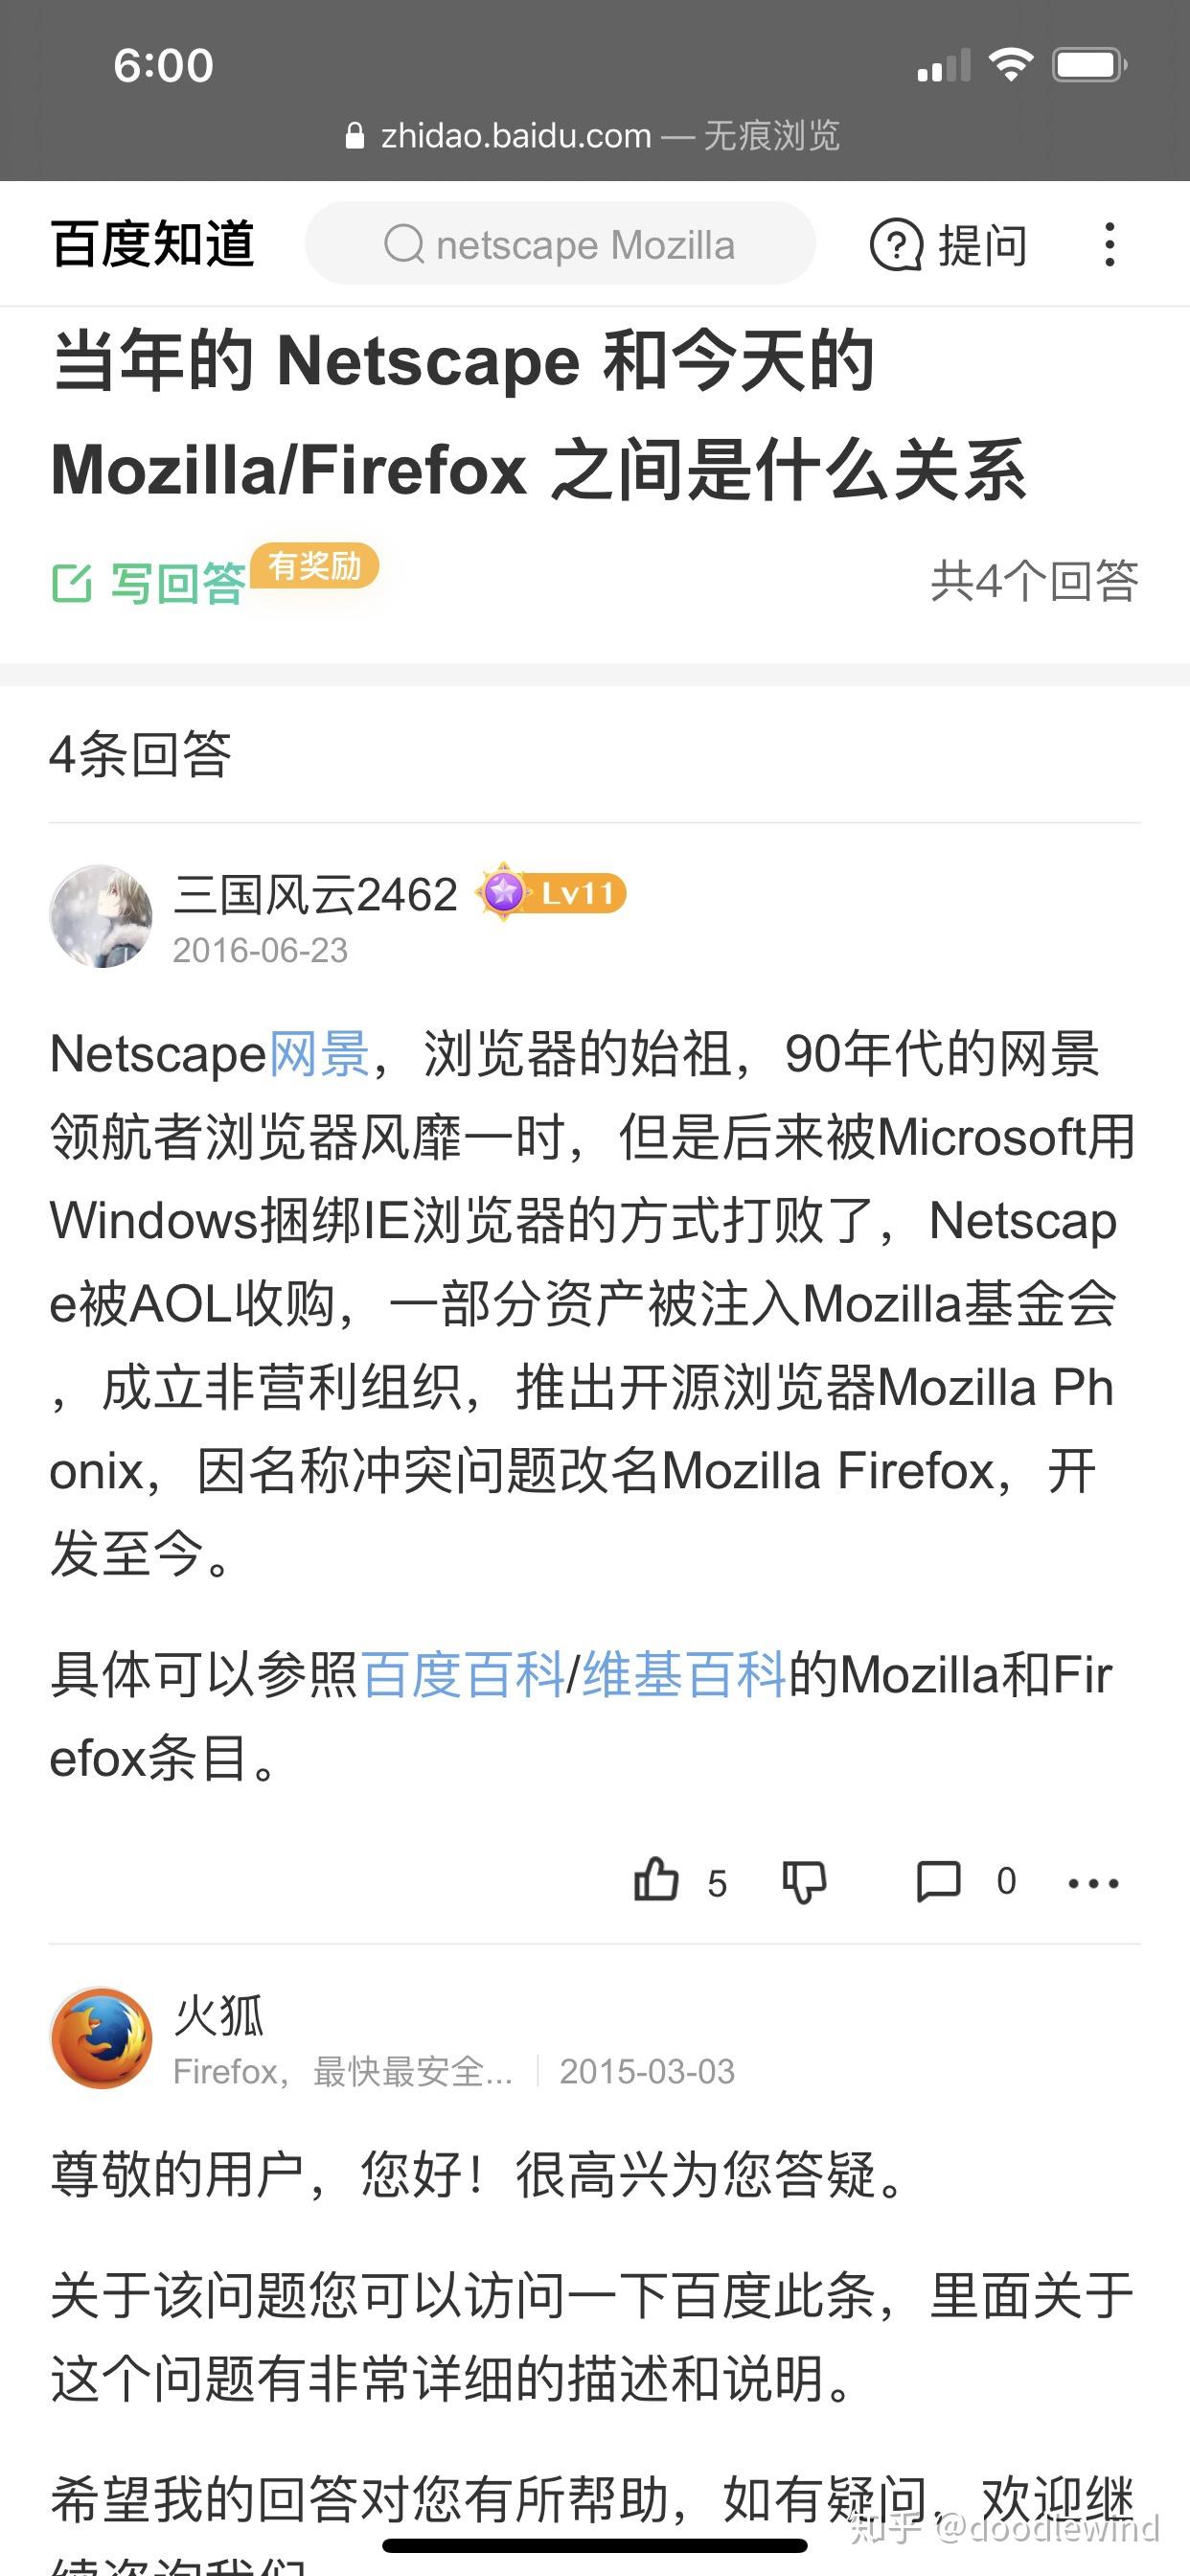 6:00
zhidao.baidu.com — 无痕浏览
百度知道
netscape Mozilla
提问
当年的 Netscape 和今天的
Mozilla/Firefox 之间是什么关系
写回答
有奖励
共4个回答
4条回答
三国风云2462
Lv11
2016-06-23
Netscape网景，浏览器的始祖，90年代的网景
领航者浏览器风靡一时，但是后来被Microsoft用
Windows捆绑IE浏览器的方式打败了，Netscap
e被AOL收购，一部分资产被注入Mozilla基金会
，成立非营利组织，推出开源浏览器Mozilla Ph
onix，因名称冲突问题改名Mozilla Firefox，开
发至今。
具体可以参照百度百科/维基百科的Mozilla和Fir
efox条目。
5
0
火狐
Firefox，最快最安全...
2015-03-03
尊敬的用户，您好！很高兴为您答疑。
关于该问题您可以访问一下百度此条，里面关于
这个问题有非常详细的描述和说明。
希望我的回答对您有所帮助，如有疑问，欢迎继
续咨询我们
知乎 @doodlewind